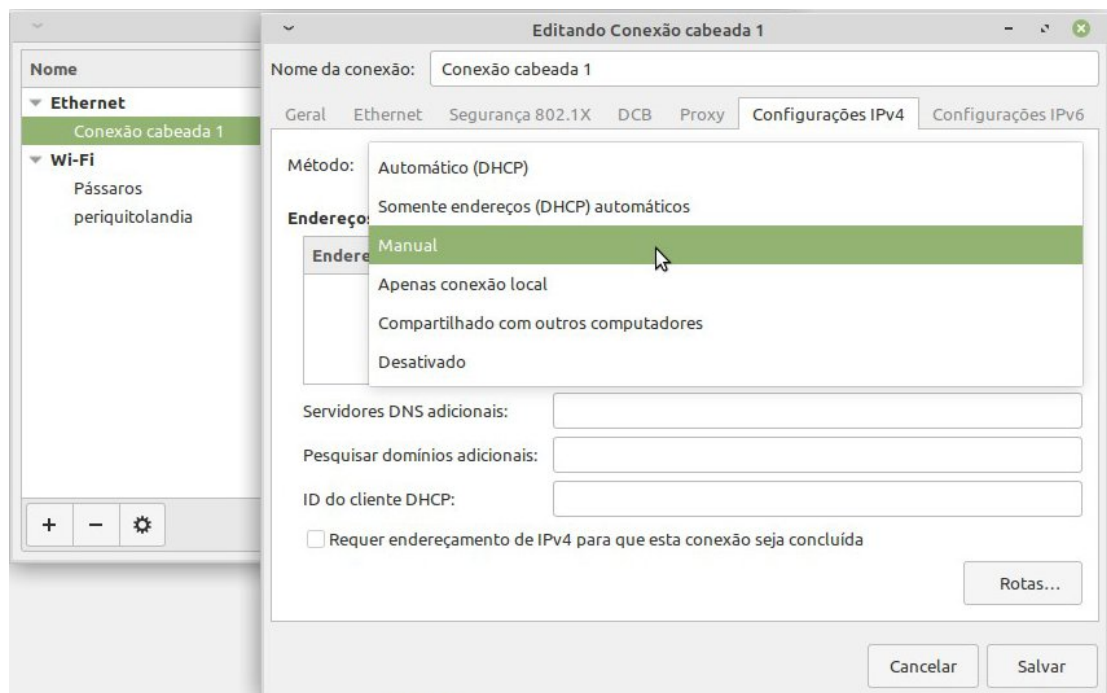 Editando Conexão cabeada 1
Nome
Ethernet
Conexão cabeada 1
Wi-Fi
Pássaros
periquitolandia
Nome da conexão: Conexão cabeada 1
Geral Ethernet Segurança 802.1X DCB Proxy Configurações IPv4 Configurações IPv6
Método:
Automático (DHCP)
Somente endereços (DHCP) automáticos
Manual
Apenas conexão local
Compartilhado com outros computadores
Desativado
Endereço
Endere
Servidores DNS adicionais:
Pesquisar domínios adicionais:
ID do cliente DHCP:
Requer endereçamento de IPv4 para que esta conexão seja concluída
Rotas...
Cancelar Salvar